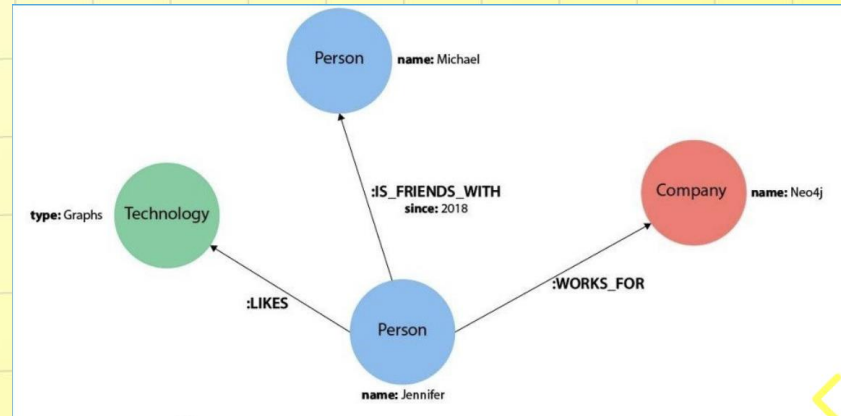 Person
name: Michael
:IS_FRIENDS_WITH
since: 2018
Company
name: Neo4j
type: Graphs
Technology
:LIKES
:WORKS_FOR
Person
name: Jennifer